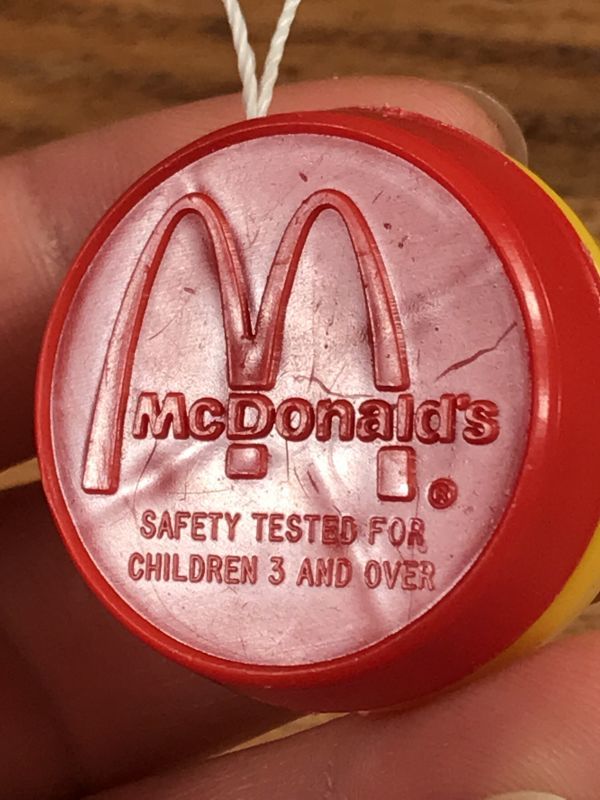 McDonald's
®
SAFETY TESTED FOR
CHILDREN 3 AND OVER